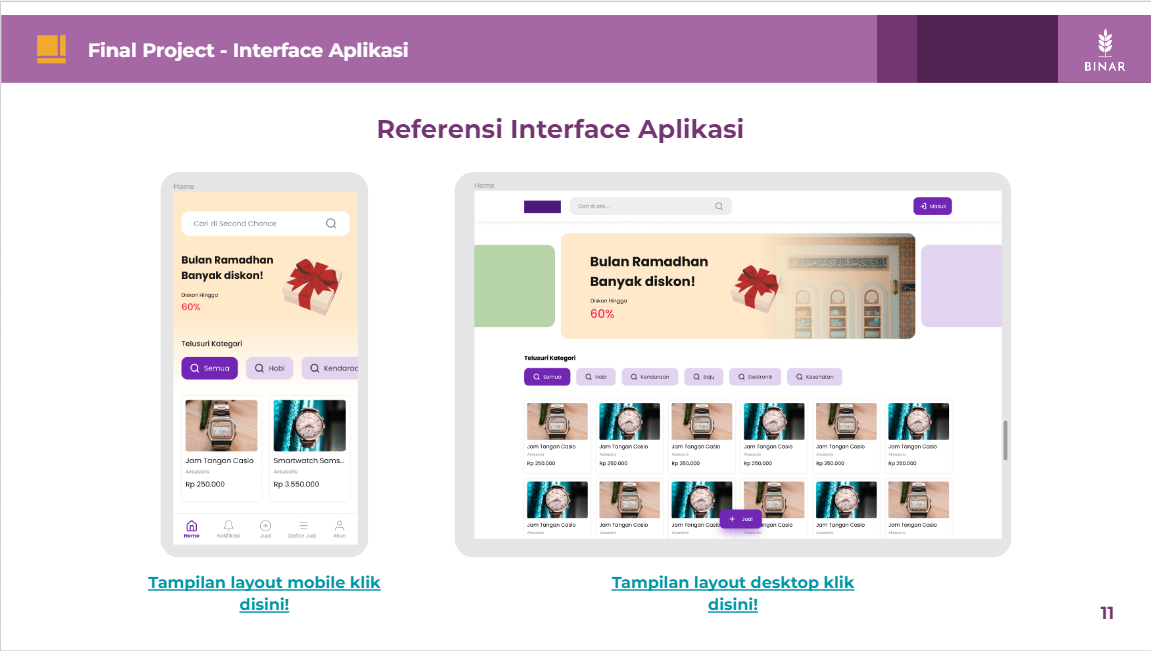 Final Project - Interface Aplikasi
BINAR
Referensi Interface Aplikasi
Home
Cari di Second Chance
Bulan Ramadhan
Banyak diskon!
Diskon Hingga
60%
Telusuri Kategori
Semua
Hobi
Kendaraa
Jam Tangan Casio
Aksesoris
Rp 250.000
Smartwatch Sams...
Aksesoris
Rp 3.550.000
Home
Notifikasi
Jual
Daftar Jual
Akun
Tampilan layout mobile klik
disini!
Home
Cari di sini ...
Masuk
Bulan Ramadhan
Banyak diskon!
Diskon Hingga
60%
Telusuri Kategori
Semua
Hobi
Kendaraan
Baju
Elektronik
Kesehatan
Jam Tangan Casio
Aksesoris
Rp 250.000
Jam Tangan Casio
Aksesoris
Rp 250.000
Jam Tangan Casio
Aksesoris
Rp 250.000
Jam Tangan Casio
Aksesoris
Rp 250.000
Jam Tangan Casio
Aksesoris
Rp 250.000
Jam Tangan Casio
Aksesoris
Rp 250.000
Jam Tangan Casio
Aksesoris
Jam Tangan Casio
Aksesoris
Jam Tangan Casio
Aksesoris
Jam Tangan Casio
Jam Tangan Casio
Aksesoris
Jam Tangan Casio
Aksesoris
Jual
Tampilan layout desktop klik
disini!
11